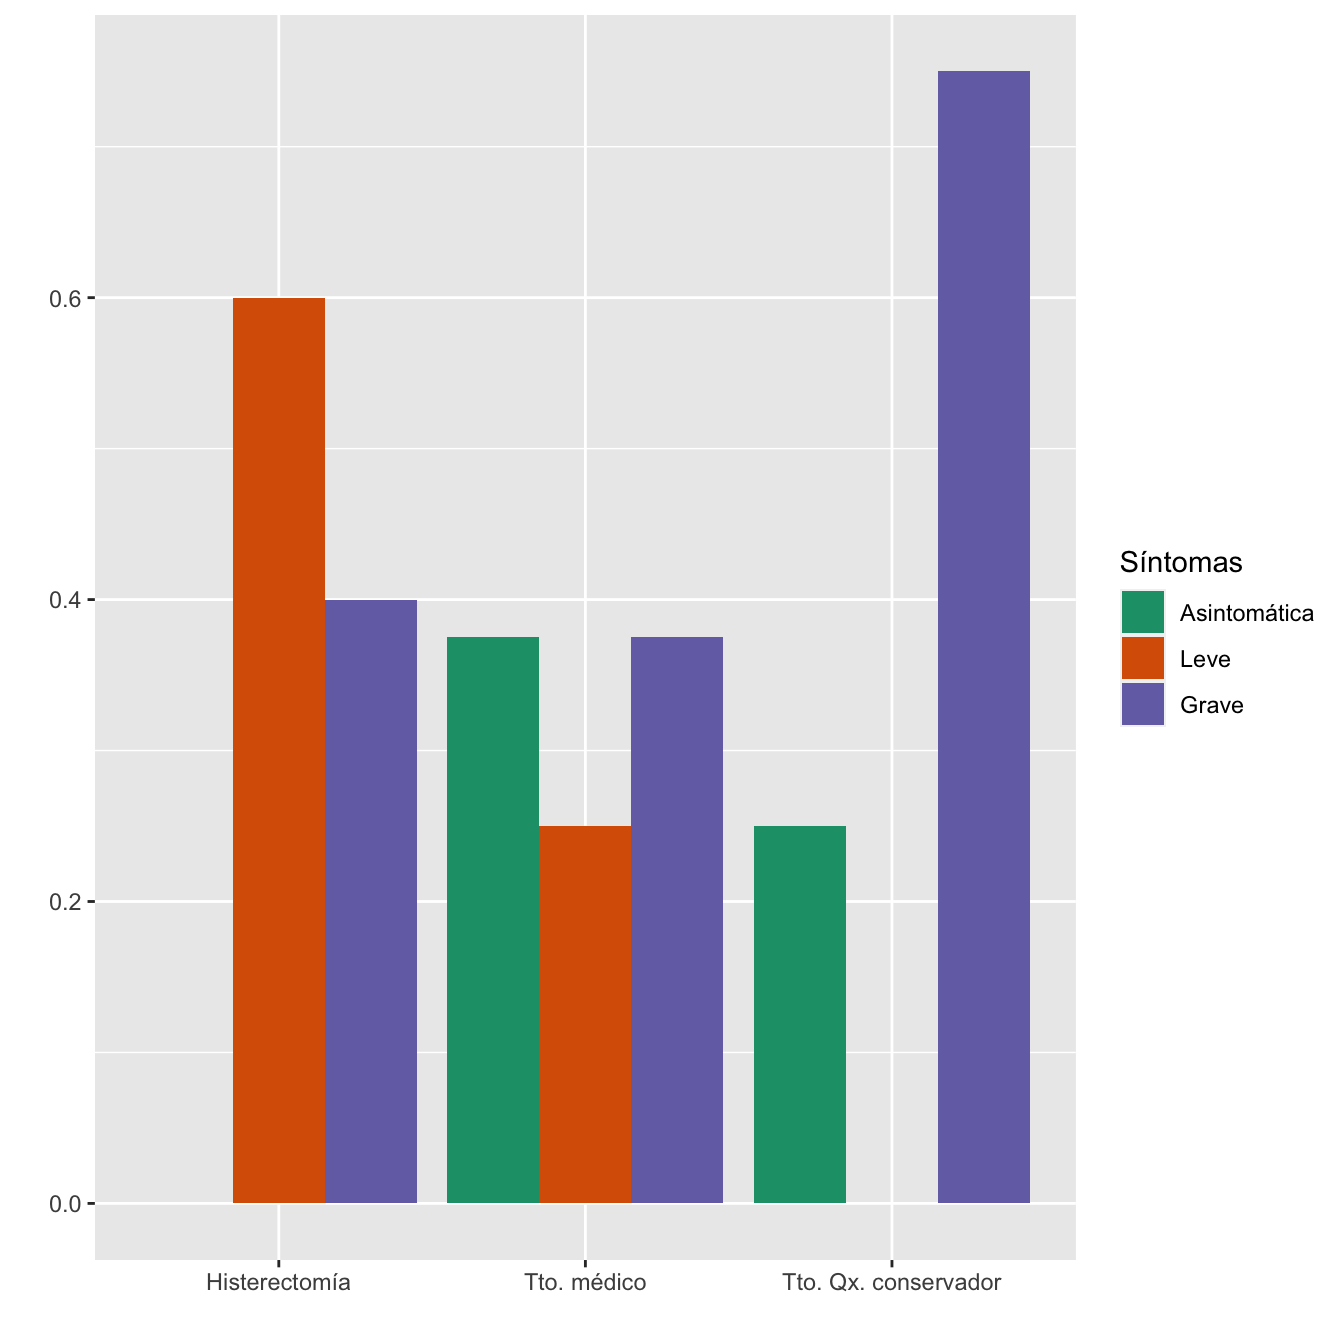 0.6
0.4
0.2
0.0
Histerectomía
Tto. médico
Tto. Qx. conservador
Síntomas
Asintomática
Leve
Grave